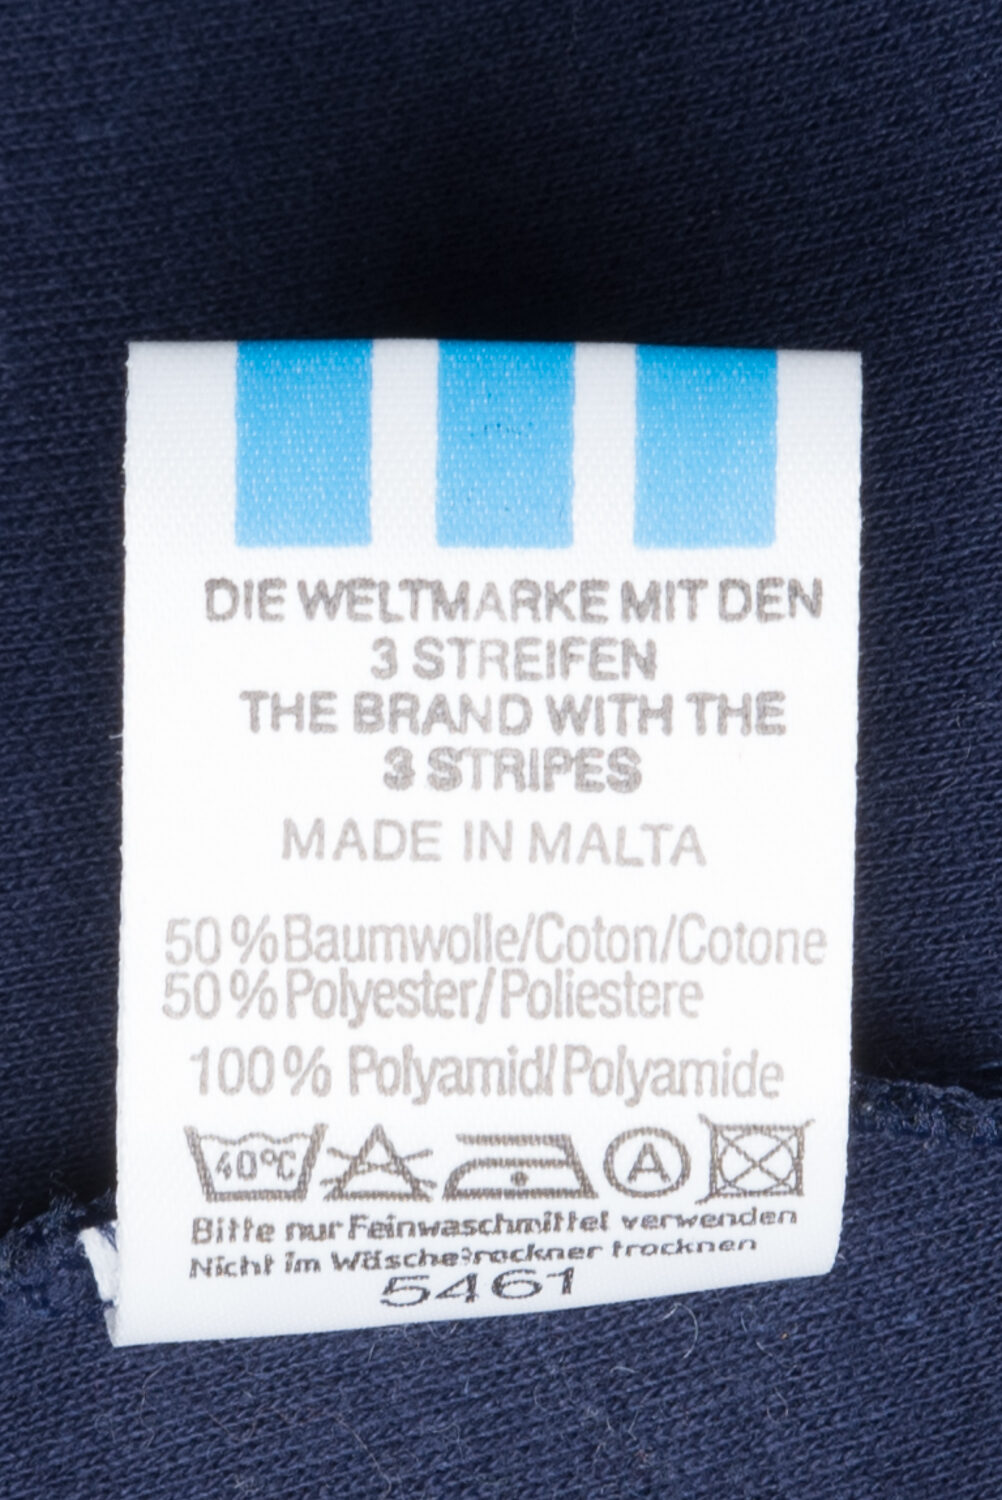 DIE WELTMARKE MIT DEN
3 STREIFEN
THE BRAND WITH THE
3 STRIPES
MADE IN MALTA
50 % Baumwolle/Coton/Cotone
50 % Polyester/Poliestere
100 % Polyamid/Polyamide
40°C A
Bitte nur Feinwaschmittel verwenden
Nicht im Wäschetrockner trocknen
5461